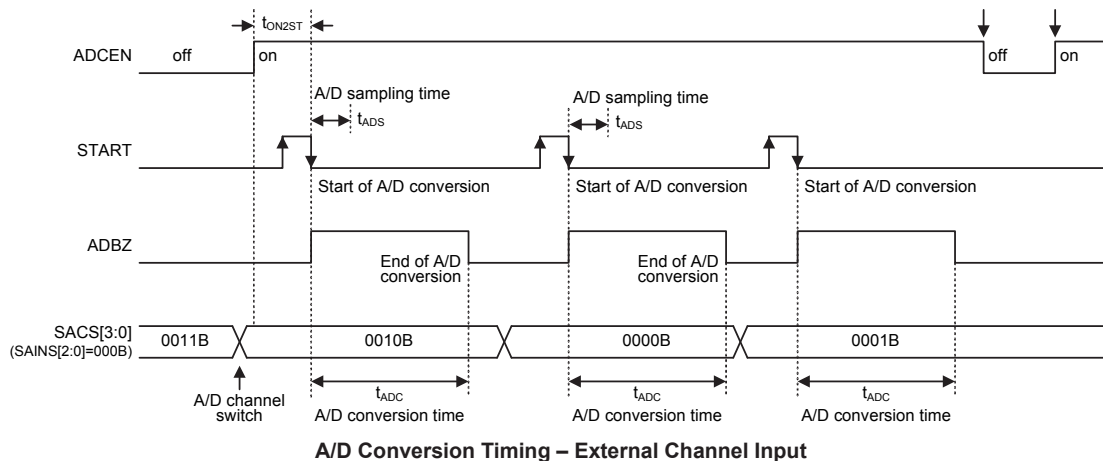 tON2ST
ADCEN
off
on
off
on
A/D sampling time
tADS
A/D sampling time
tADS
START
Start of A/D conversion
Start of A/D conversion
Start of A/D conversion
ADBZ
End of A/D
conversion
End of A/D
conversion
SACS[3:0]
(SAINS[2:0]=000B)
0011B
0010B
0000B
0001B
A/D channel
switch
tADC
A/D conversion time
tADC
A/D conversion time
tADC
A/D conversion time
A/D Conversion Timing – External Channel Input